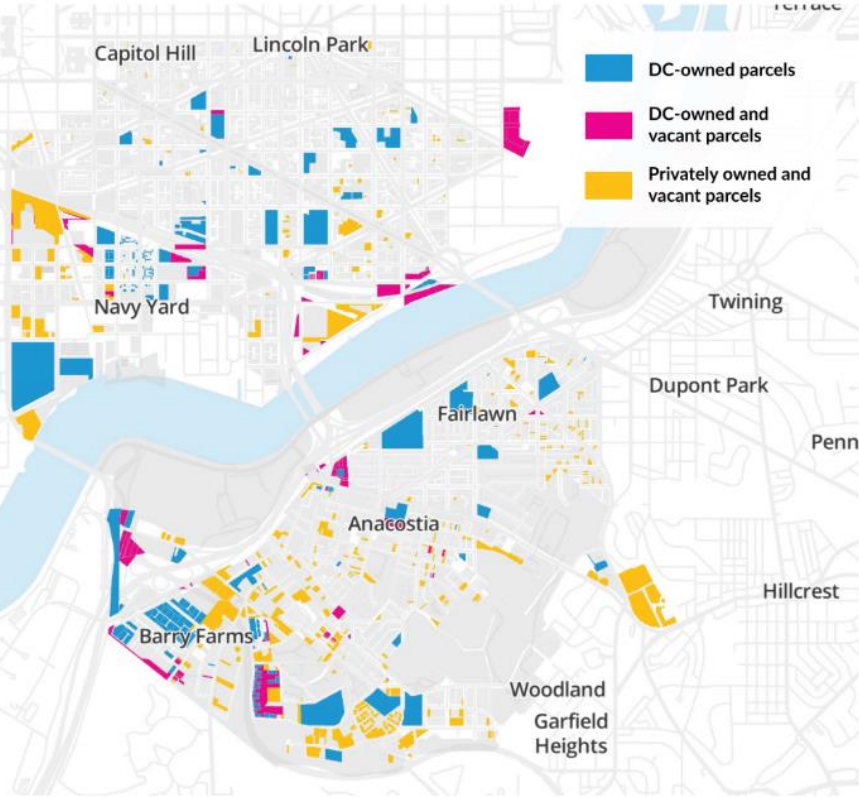 Terrace
Capitol Hill
Lincoln Park
DC-owned parcels
DC-owned and
vacant parcels
Privately owned and
vacant parcels
Navy Yard
Twining
Dupont Park
Fairlawn
Penn
Anacostia
Hillcrest
Barry Farms
Woodland
Garfield
Heights